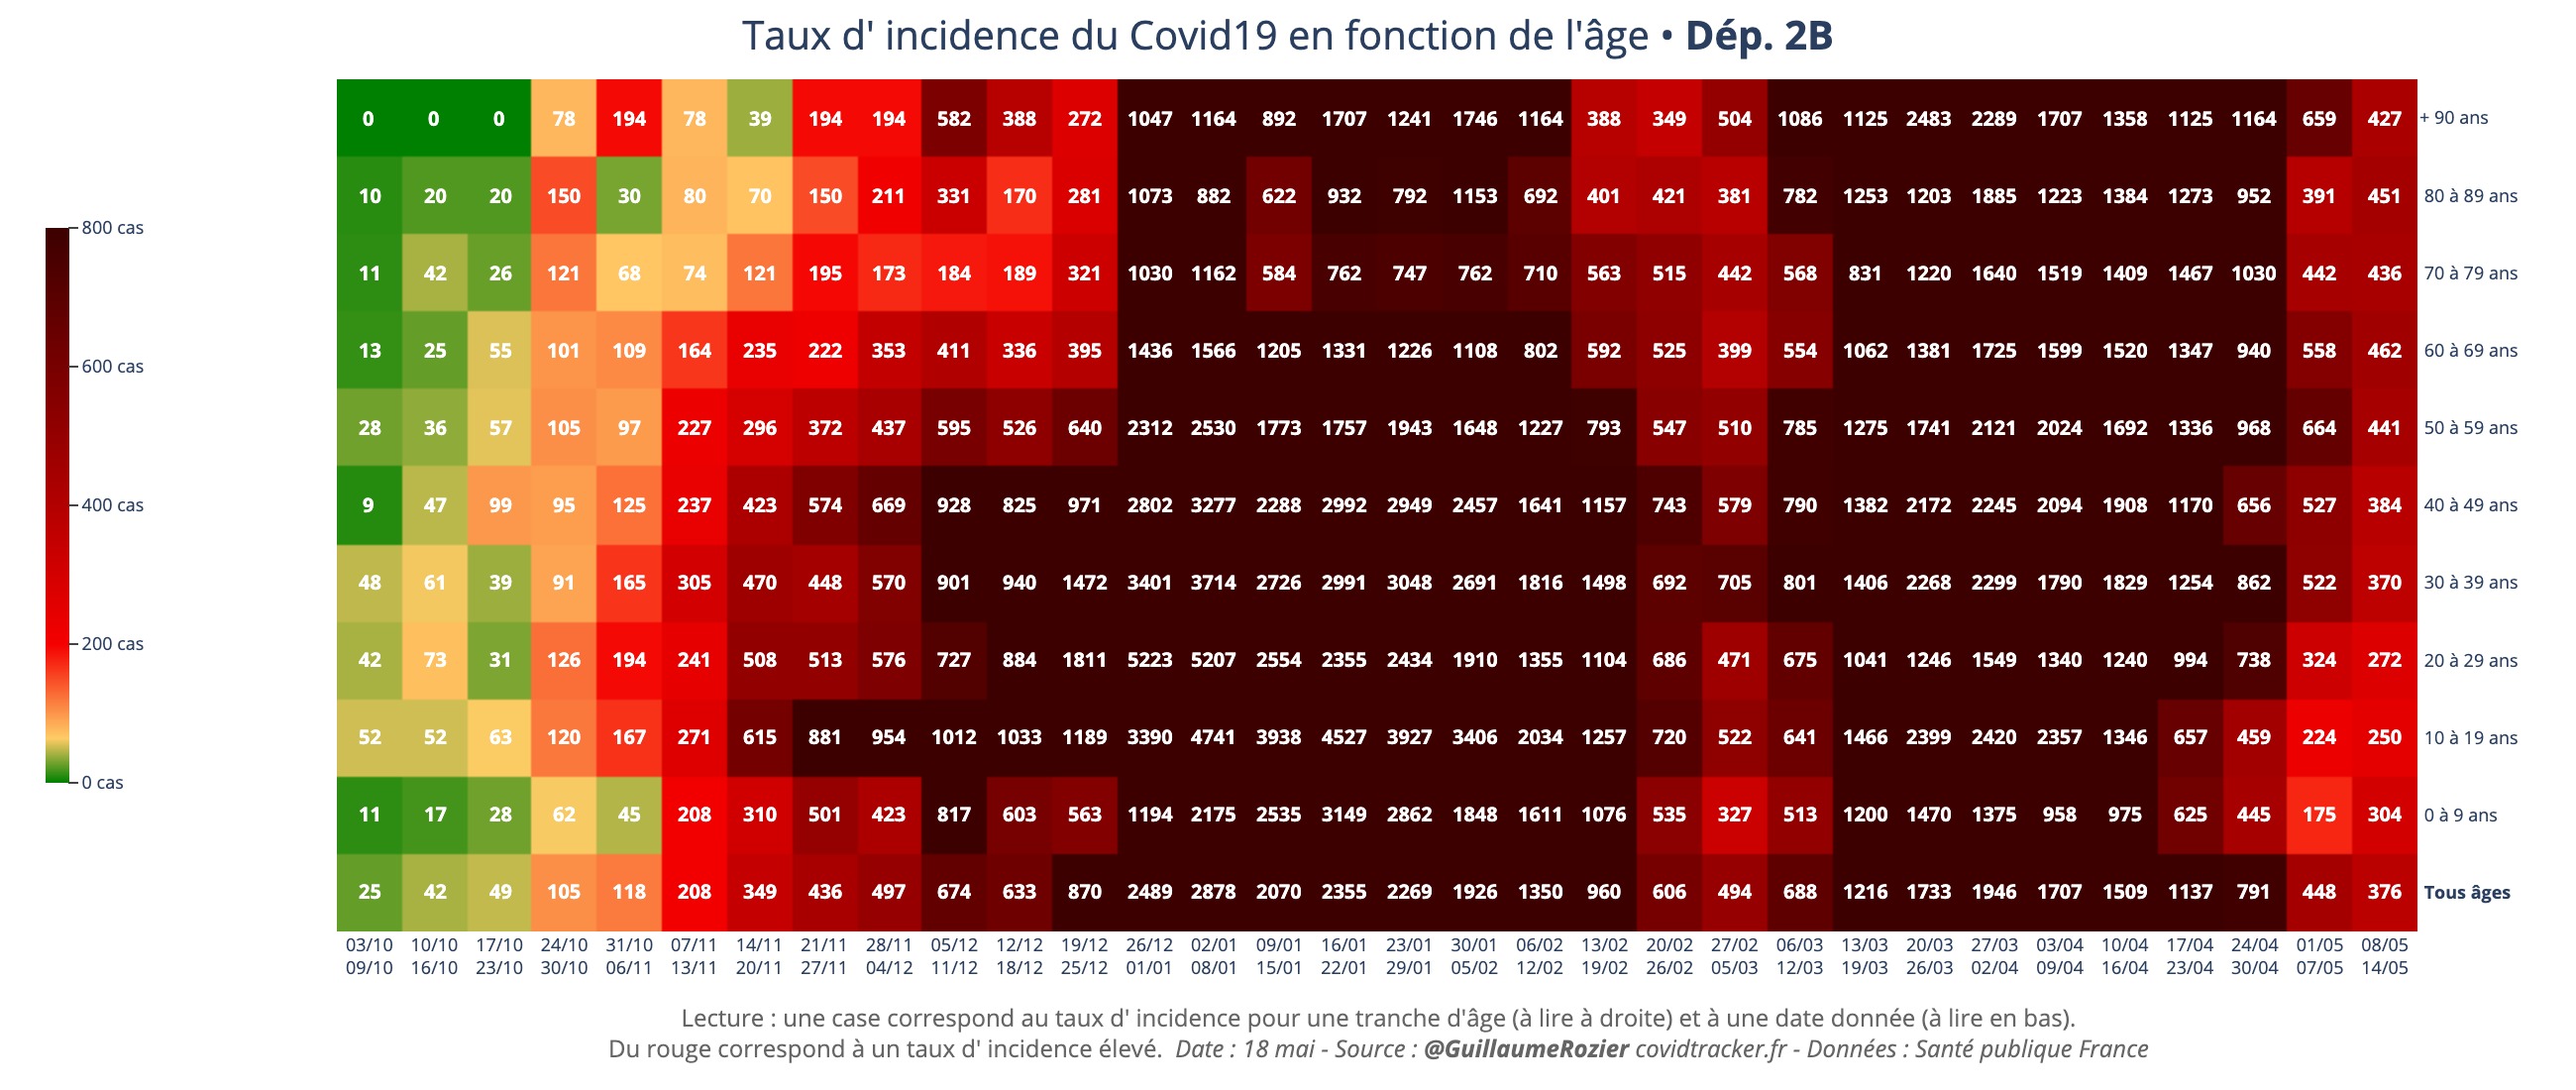 Taux d' incidence du Covid19 en fonction de l'âge • Dép. 2B
0 0 0 78 194 78 39 194 194 582 388 272 1047 1164 892 1707 1241 1746 1164 388 349 504 1086 1125 2483 2289 1707 1358 1125 1164 659 427 + 90 ans
10 20 20 150 30 80 70 150 211 331 170 281 1073 882 622 932 792 1153 692 401 421 381 782 1253 1203 1885 1223 1384 1273 952 391 451 80 à 89 ans
800 cas
11 42 26 121 68 74 121 195 173 184 189 321 1030 1162 584 762 747 762 710 563 515 442 568 831 1220 1640 1519 1409 1467 1030 442 436 70 à 79 ans
13 25 55 101 109 164 235 222 353 411 336 395 1436 1566 1205 1331 1226 1108 802 592 525 399 554 1062 1381 1725 1599 1520 1347 940 558 462 60 à 69 ans
600 cas
28 36 57 105 97 227 296 372 437 595 526 640 2312 2530 1773 1757 1943 1648 1227 793 547 510 785 1275 1741 2121 2024 1692 1336 968 664 441 50 à 59 ans
400 cas
9 47 99 95 125 237 423 574 669 928 825 971 2802 3277 2288 2992 2949 2457 1641 1157 743 579 790 1382 2172 2245 2094 1908 1170 656 527 384 40 à 49 ans
48 61 39 91 165 305 470 448 570 901 940 1472 3401 3714 2726 2991 3048 2691 1816 1498 692 705 801 1406 2268 2299 1790 1829 1254 862 522 370 30 à 39 ans
200 cas
42 73 31 126 194 241 508 513 576 727 884 1811 5223 5207 2554 2355 2434 1910 1355 1104 686 471 675 1041 1246 1549 1340 1240 994 738 324 272 20 à 29 ans
52 52 63 120 167 271 615 881 954 1012 1033 1189 3390 4741 3938 4527 3927 3406 2034 1257 720 522 641 1466 2399 2420 2357 1346 657 459 224 250 10 à 19 ans
0 cas
11 17 28 62 45 208 310 501 423 817 603 563 1194 2175 2535 3149 2862 1848 1611 1076 535 327 513 1200 1470 1375 958 975 625 445 175 304 0 à 9 ans
25 42 49 105 118 208 349 436 497 674 633 870 2489 2878 2070 2355 2269 1926 1350 960 606 494 688 1216 1733 1946 1707 1509 1137 791 448 376 Tous âges
03/10 10/10 17/10 24/10 31/10 07/11 14/11 21/11 28/11 05/12 12/12 19/12 26/12 02/01 09/01 16/01 23/01 30/01 06/02 13/02 20/02 27/02 06/03 13/03 20/03 27/03 03/04 10/04 17/04 24/04 01/05 08/05
09/10 16/10 23/10 30/10 06/11 13/11 20/11 27/11 04/12 11/12 18/12 25/12 01/01 08/01 15/01 22/01 29/01 05/02 12/02 19/02 26/02 05/03 12/03 19/03 26/03 02/04 09/04 16/04 23/04 30/04 07/05 14/05
Lecture : une case correspond au taux d' incidence pour une tranche d'âge (à lire à droite) et à une date donnée (à lire en bas).
Du rouge correspond à un taux d' incidence élevé. Date : 18 mai - Source : @GuillaumeRozier covidtracker.fr - Données : Santé publique France